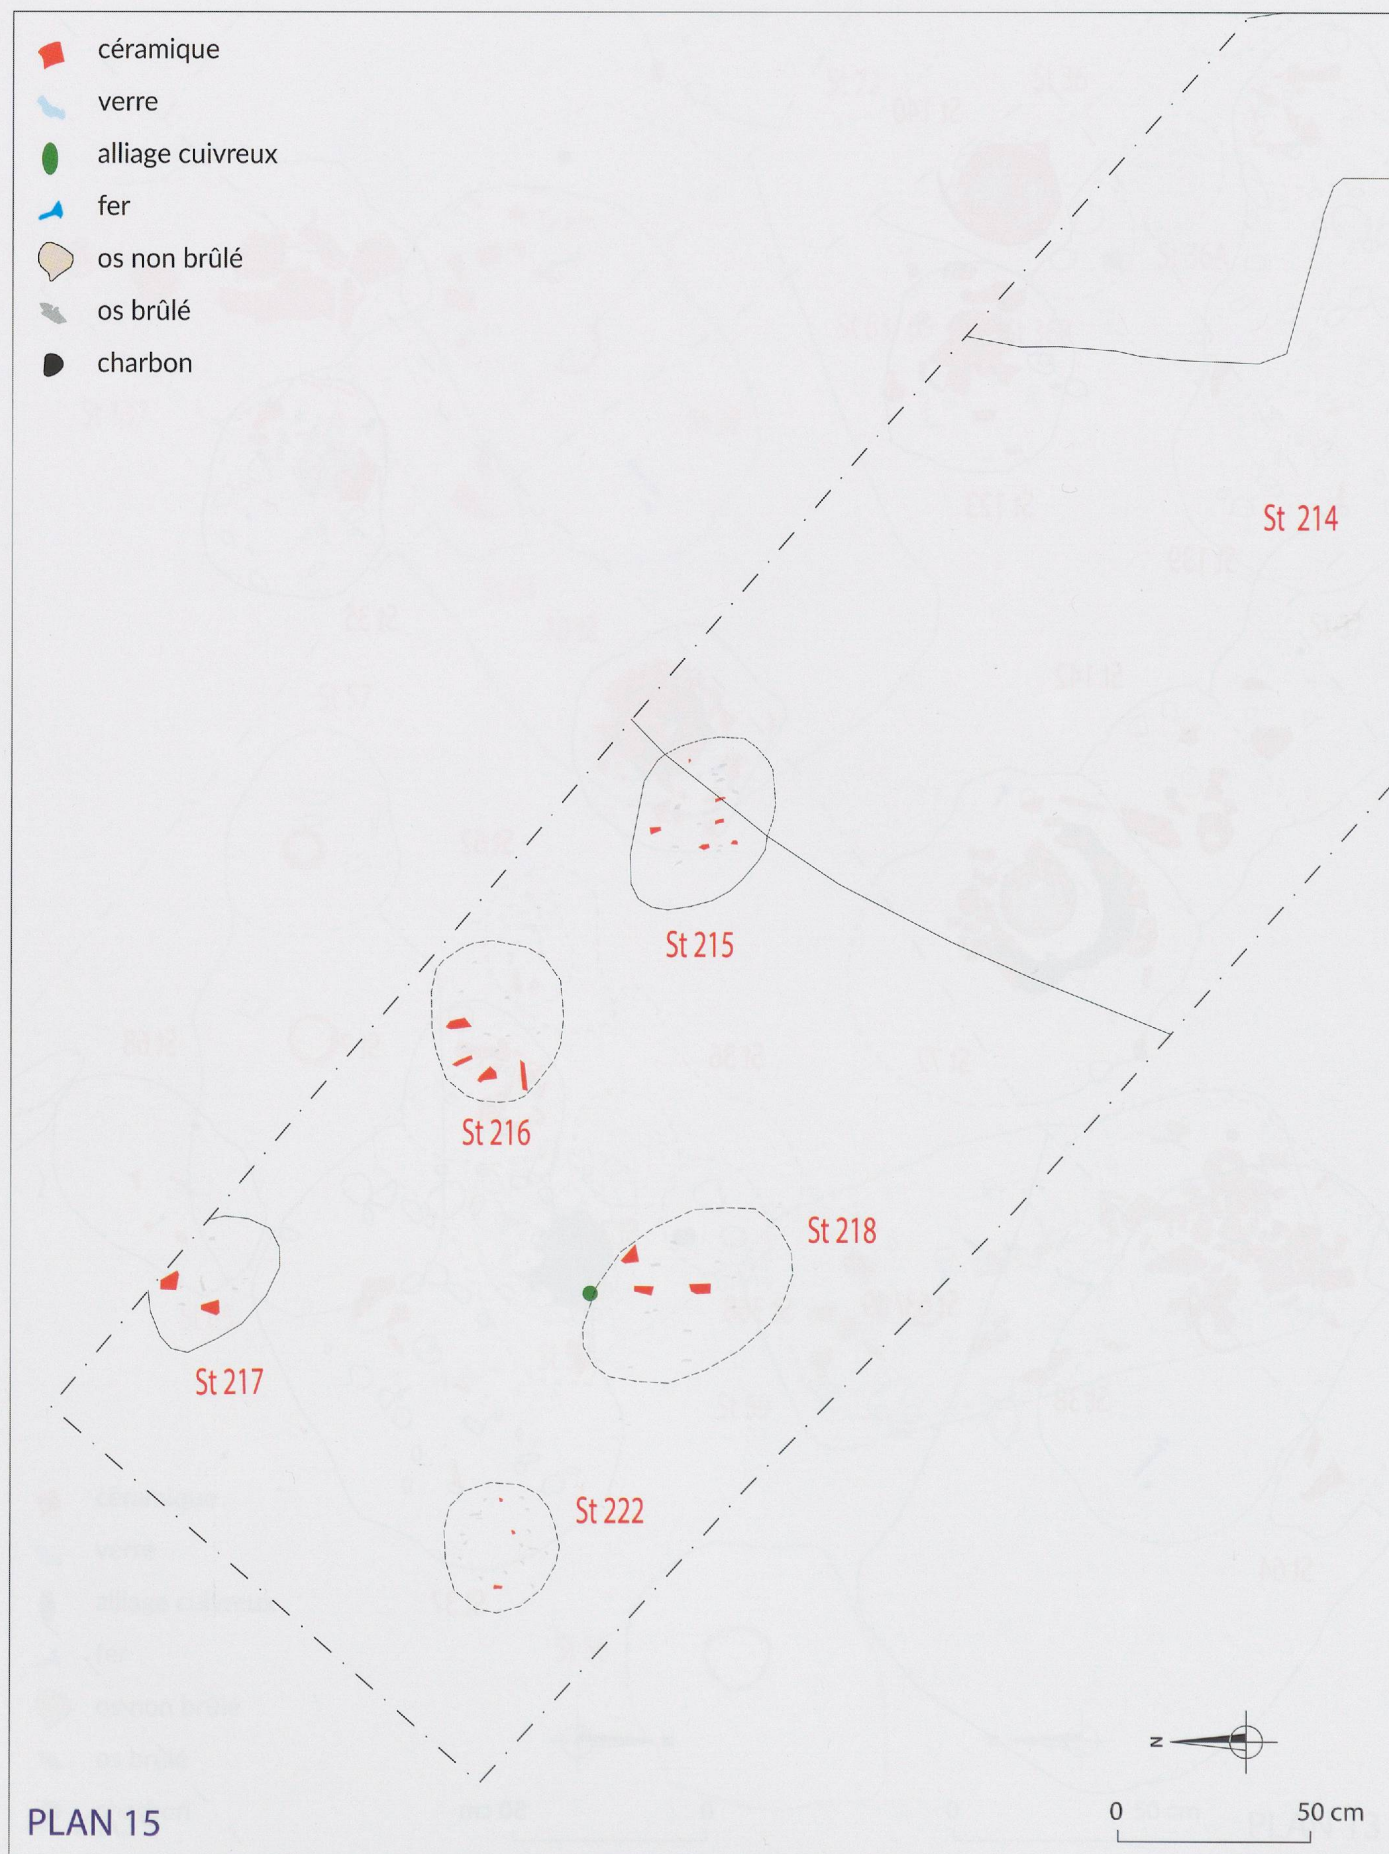 céramique
verre
alliage cuivreux
fer
os non brûlé
os brûlé
charbon
St 214
St 215
St 216
St 218
St 217
St 222
N
PLAN 15
0 50 cm